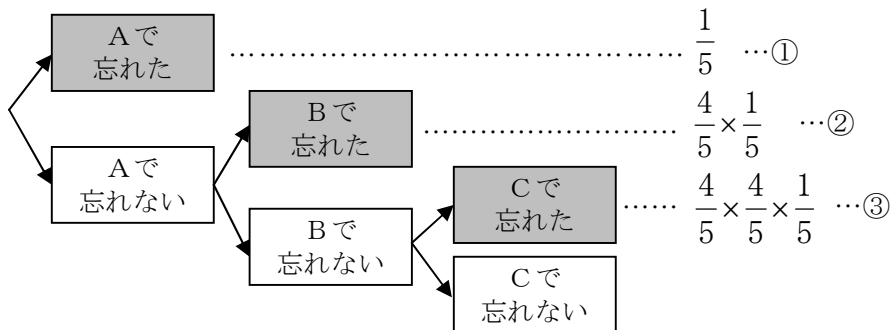 Aで
忘れた
……………………………………… 1/5 …①
Bで
忘れた
……………………… 4/5×1/5 …②
Aで
忘れない
Cで
忘れた
…… 4/5×4/5×1/5 …③
Bで
忘れない
Cで
忘れない